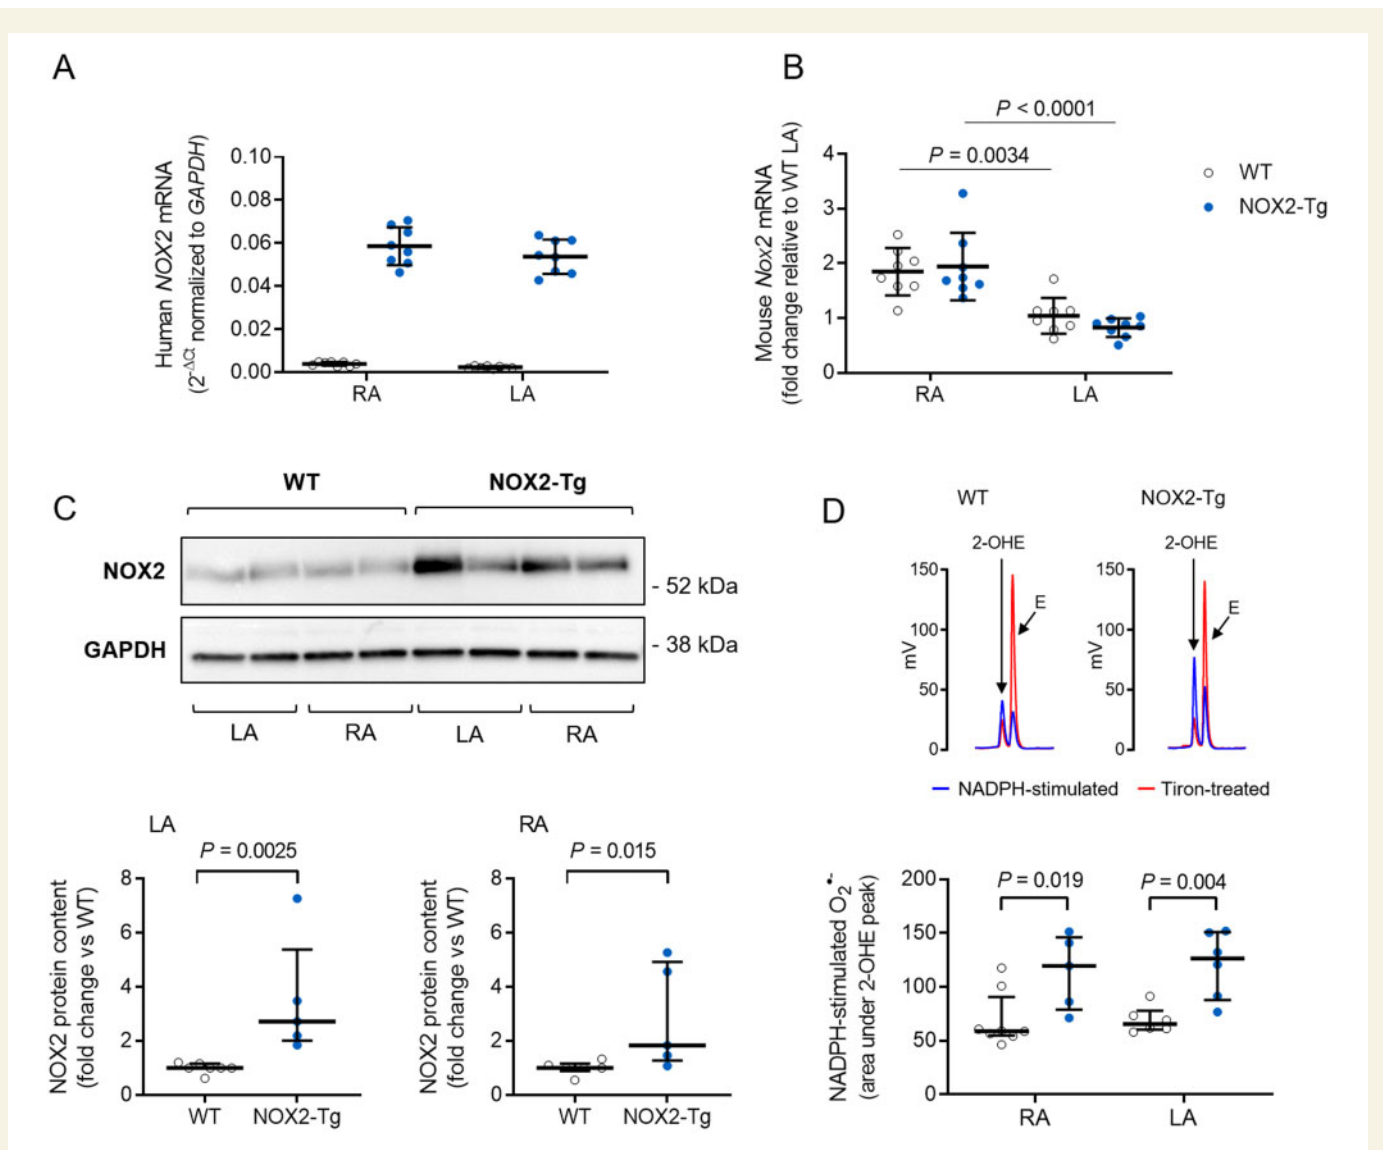 A
Human NOX2 mRNA
(2^-ΔCt normalized to GAPDH)
0.10
0.08
0.06
0.04
0.02
0.00
RA
LA
B
Mouse Nox2 mRNA
(fold change relative to WT LA)
P < 0.0001
P = 0.0034
4
3
2
1
0
RA
LA
WT
NOX2-Tg
C
WT
NOX2-Tg
NOX2
- 52 kDa
GAPDH
- 38 kDa
LA
RA
LA
RA
LA
P = 0.0025
NOX2 protein content
(fold change vs WT)
8
6
4
2
0
WT
NOX2-Tg
RA
P = 0.015
NOX2 protein content
(fold change vs WT)
8
6
4
2
0
WT
NOX2-Tg
D
WT
NOX2-Tg
2-OHE
E
mV
150
100
50
0
2-OHE
E
mV
150
100
50
0
NADPH-stimulated
Tiron-treated
NADPH-stimulated O2•-
(area under 2-OHE peak)
P = 0.019
P = 0.004
200
150
100
50
0
RA
LA